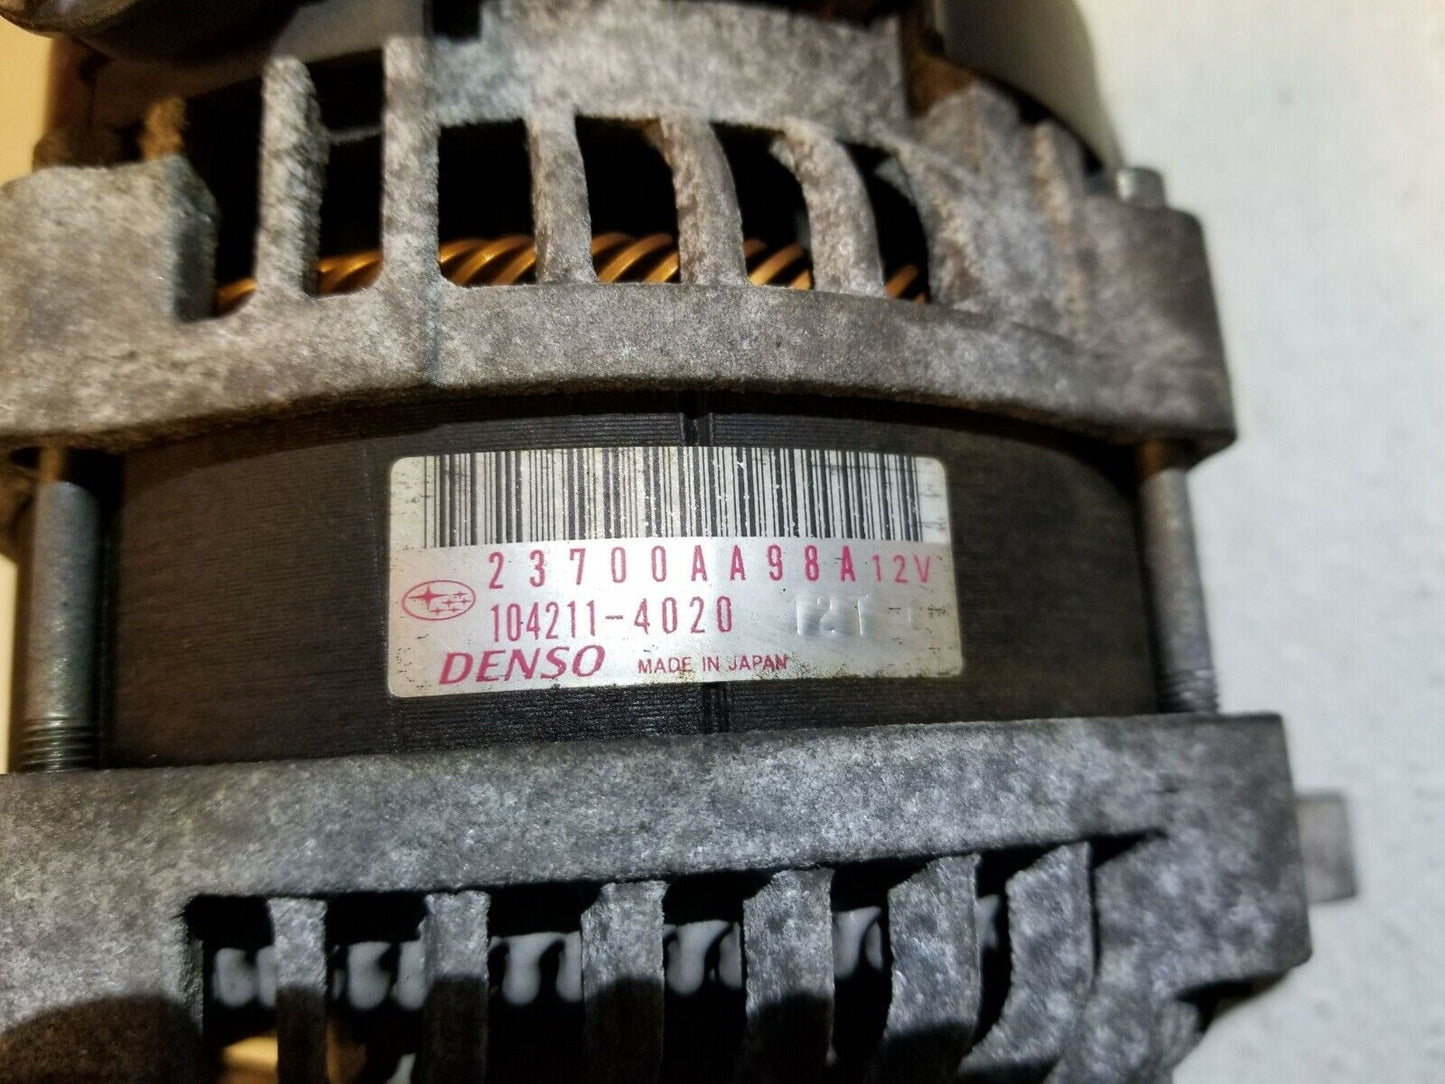 23700AA98A 12V
104211-4020
DENSO MADE IN JAPAN